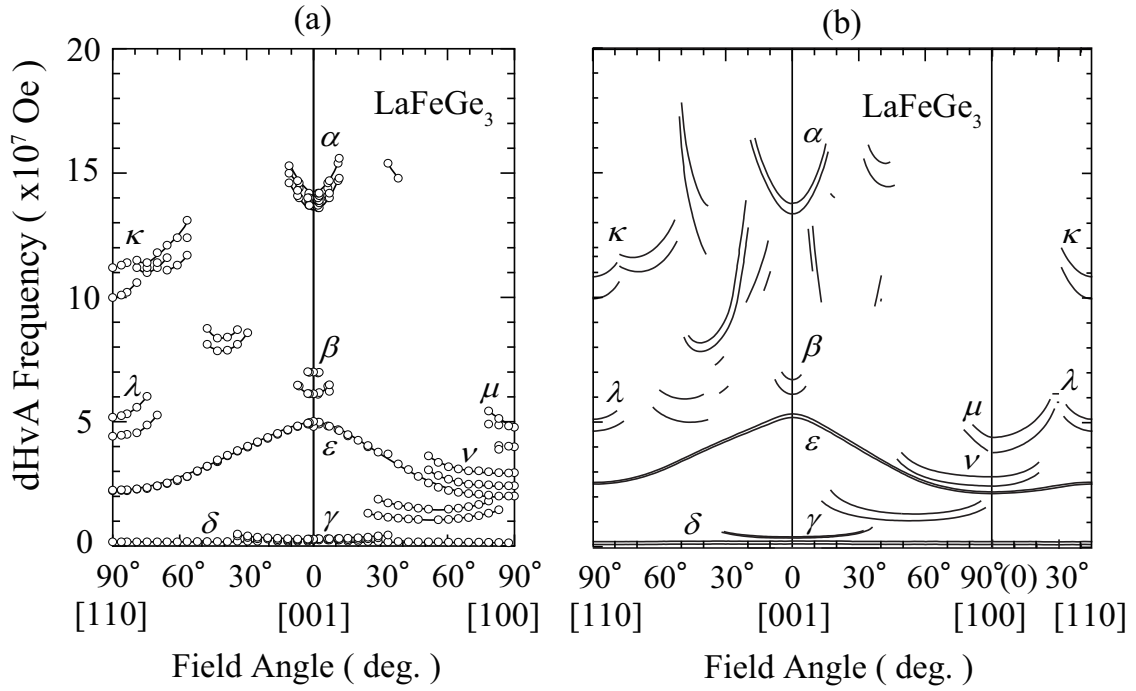 (a)
(b)
dHvA Frequency ( x10⁷ Oe )
20
15
10
5
0
LaFeGe₃
α
κ
β
λ
μ
ε
ν
δ
γ
90° 60° 30° 0 30° 60° 90°
[110] [001] [100]
Field Angle ( deg. )
LaFeGe₃
α
κ
κ
β
λ
λ
μ
ε
ν
δ
γ
90° 60° 30° 0 30° 60° 90°(0) 30°
[110] [001] [100] [110]
Field Angle ( deg. )